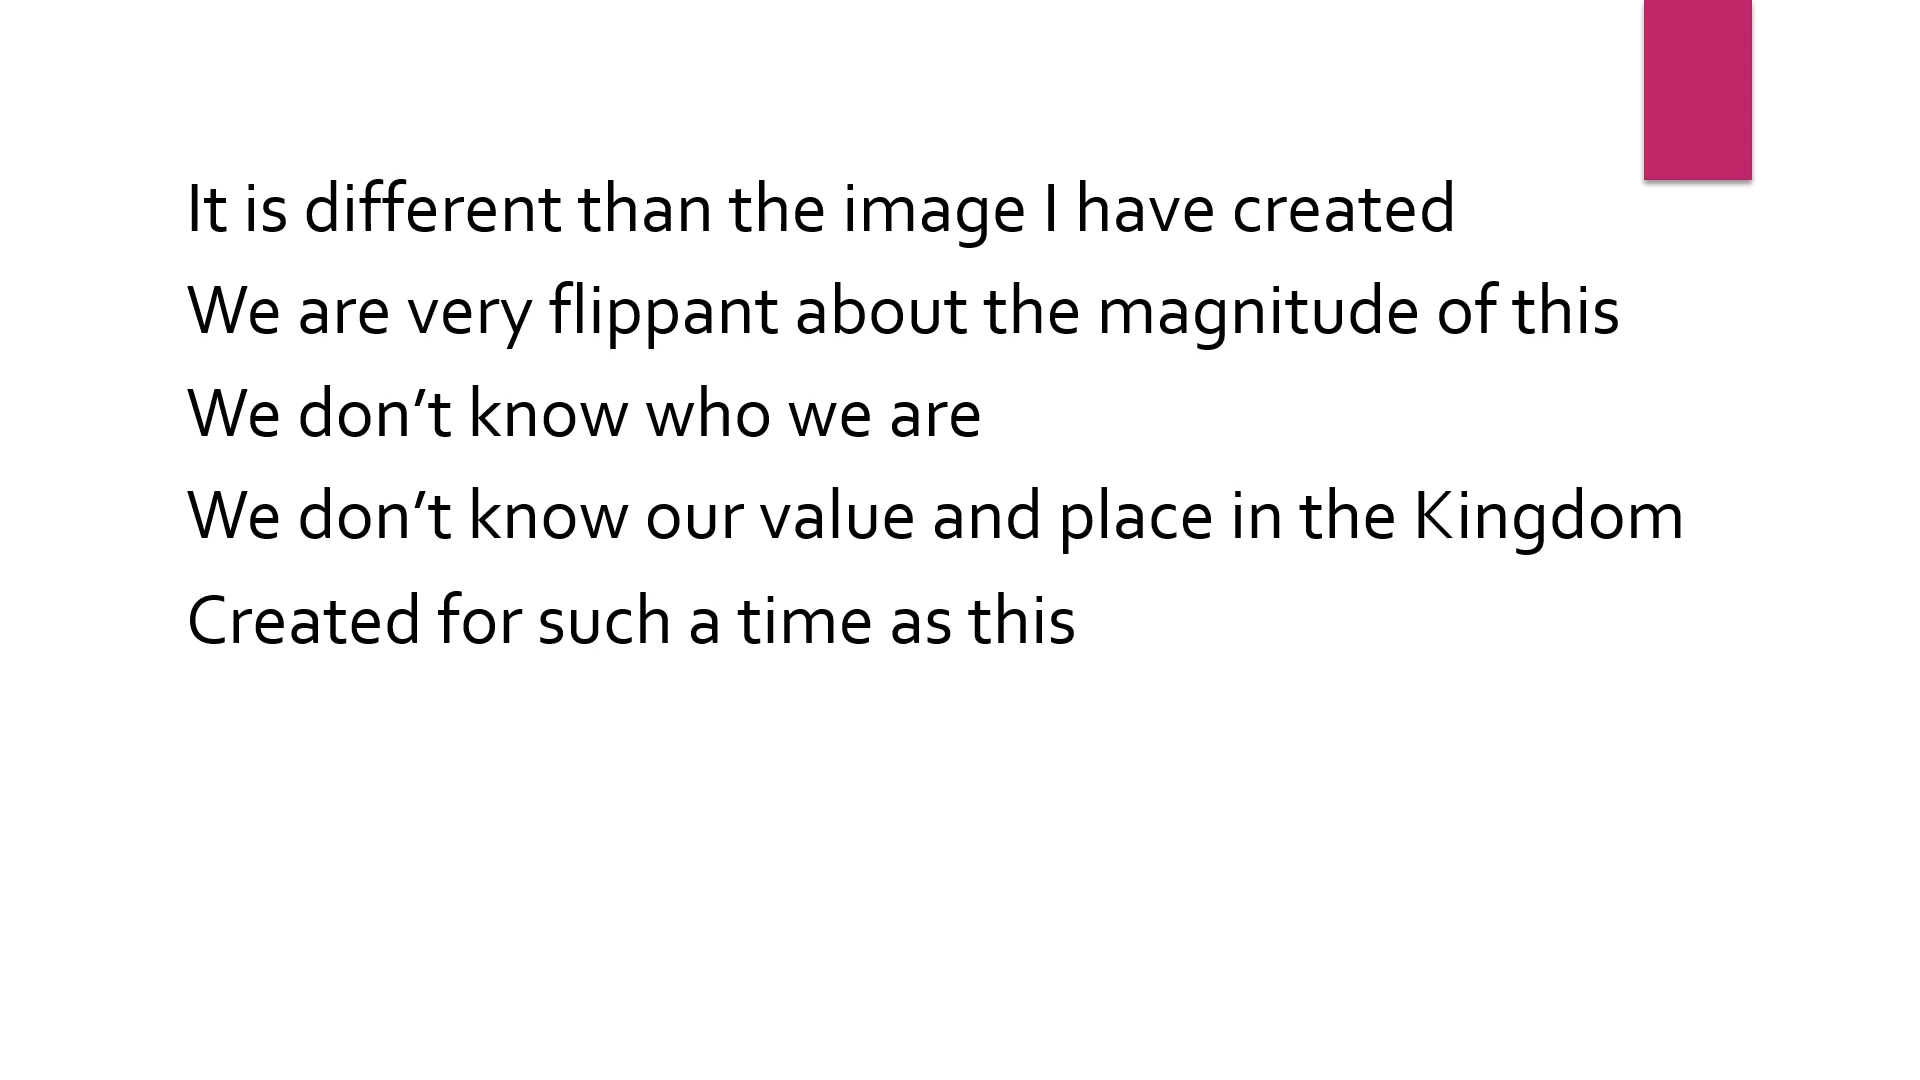 It is different than the image I have created
We are very flippant about the magnitude of this
We don’t know who we are
We don’t know our value and place in the Kingdom
Created for such a time as this